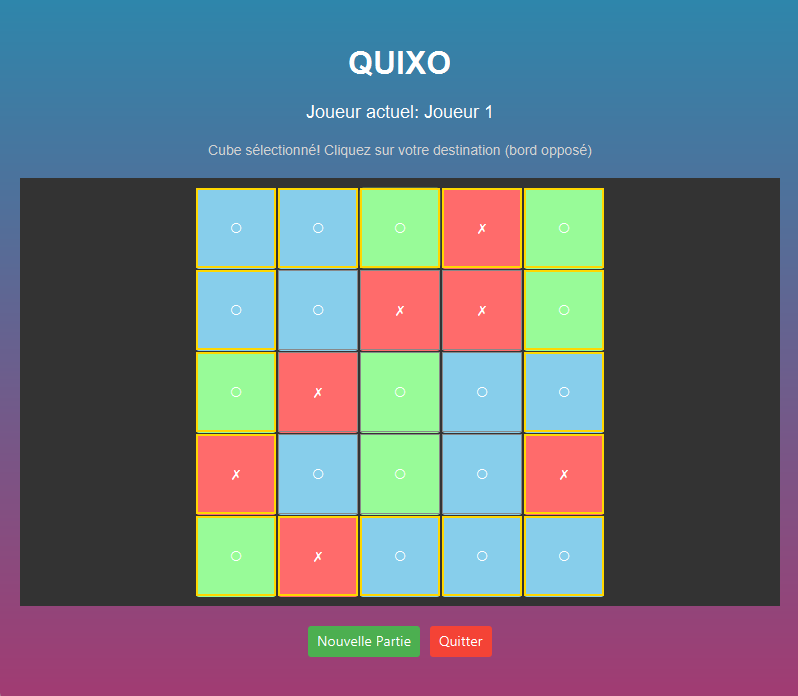 QUIXO
Joueur actuel: Joueur 1
Cube sélectionné! Cliquez sur votre destination (bord opposé)
○ ○ ○ ✗ ○
○ ○ ✗ ✗ ○
○ ✗ ○ ○ ○
✗ ○ ○ ○ ✗
○ ✗ ○ ○ ○
Nouvelle Partie Quitter